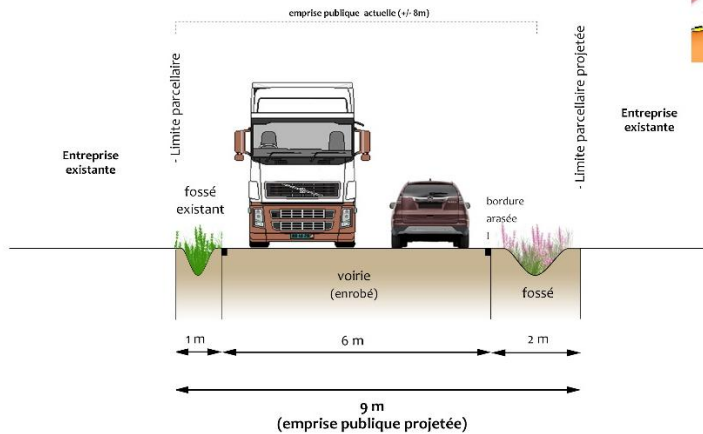 emprise publique actuelle (+/- 8m)
- Limite parcellaire
- Limite parcellaire projetée
Entreprise
existante
Entreprise
existante
fossé
existant
bordure
arasée
voirie
(enrobé)
fossé
1 m
6 m
2 m
9 m
(emprise publique projetée)